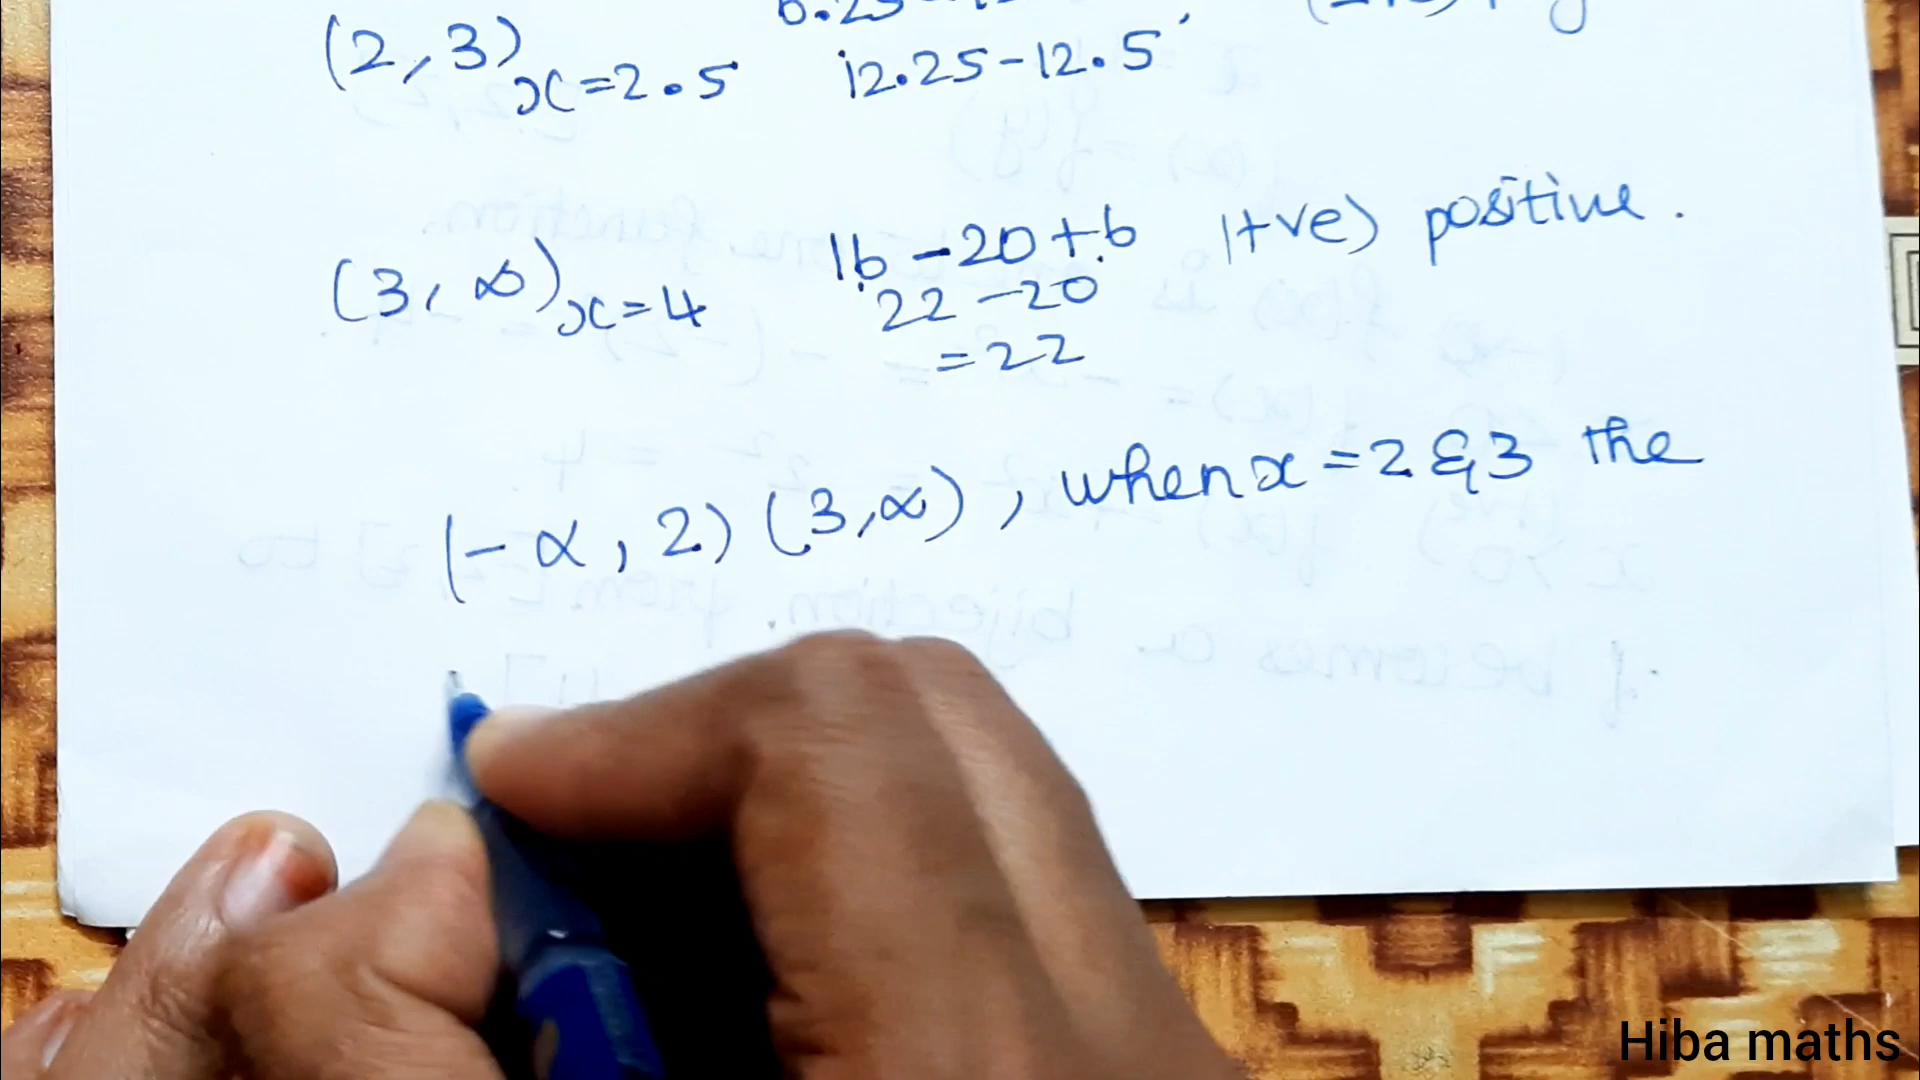 (2, 3) x=2.5 12.25-12.5
(3, ∞) x=4 16-20+6 (+ve) positive.
22-20
=22
(-α, 2) (3, α), when x=2 & 3 the
Hiba maths